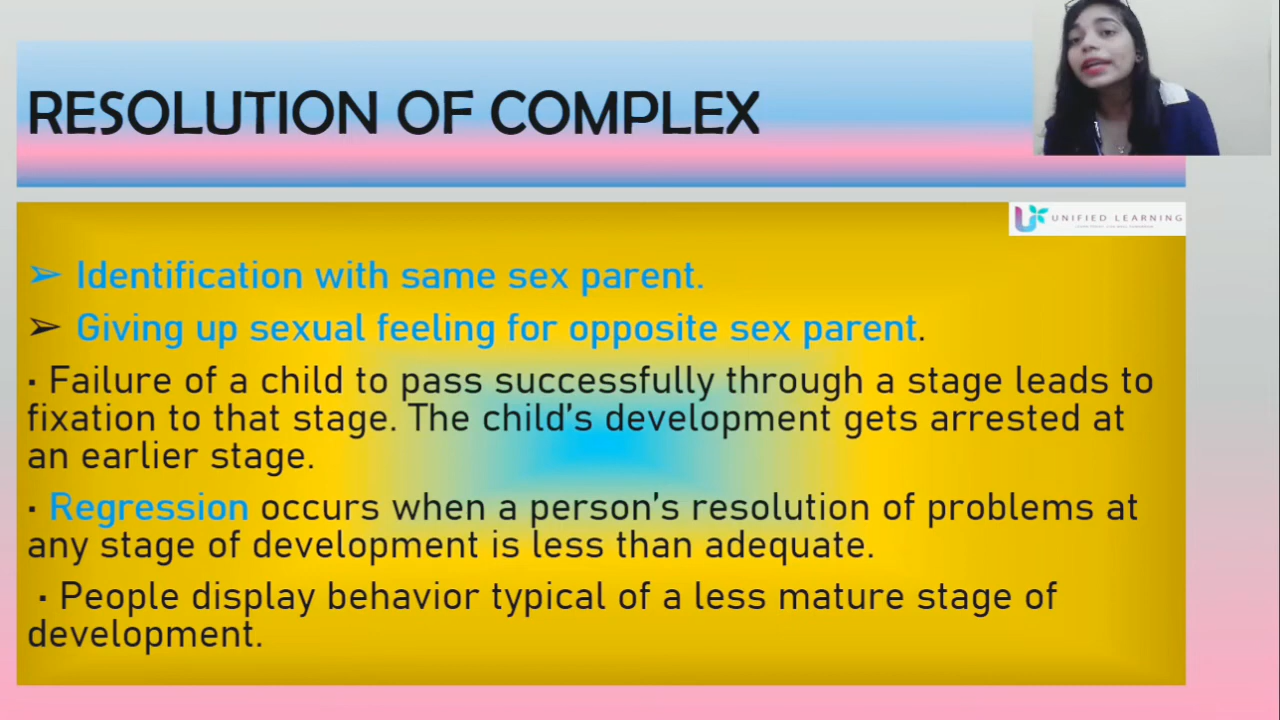 RESOLUTION OF COMPLEX
UNIFIED LEARNING
➢ Identification with same sex parent.
➢ Giving up sexual feeling for opposite sex parent.
· Failure of a child to pass successfully through a stage leads to
fixation to that stage. The child’s development gets arrested at
an earlier stage.
· Regression occurs when a person’s resolution of problems at
any stage of development is less than adequate.
· People display behavior typical of a less mature stage of
development.